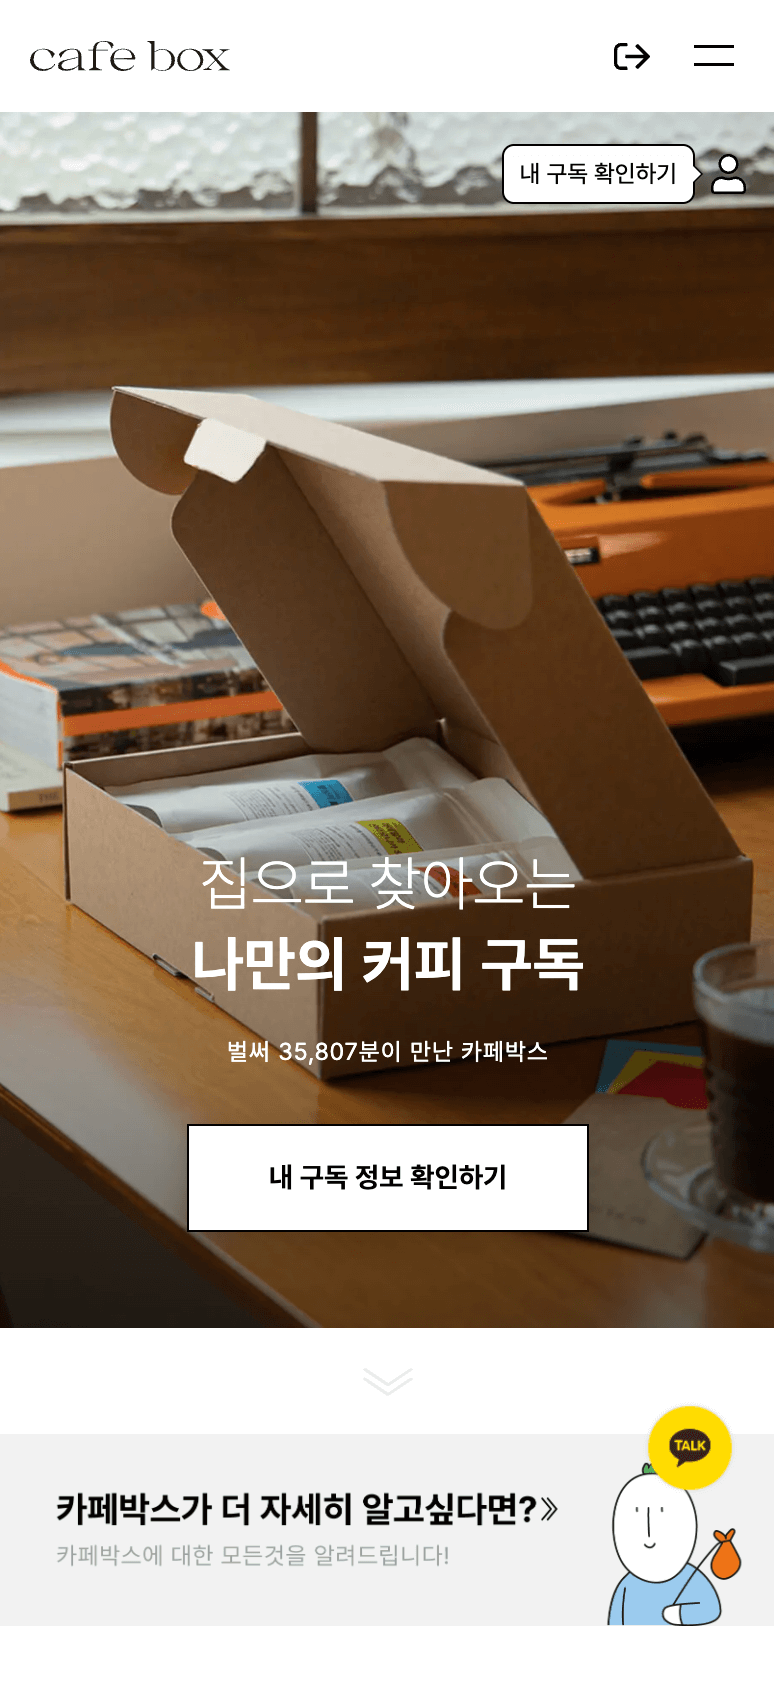 cafe box
내 구독 확인하기
집으로 찾아오는
나만의 커피 구독
벌써 35,807분이 만난 카페박스
내 구독 정보 확인하기
TALK
카페박스가 더 자세히 알고싶다면?
카페박스에 대한 모든것을 알려드립니다!